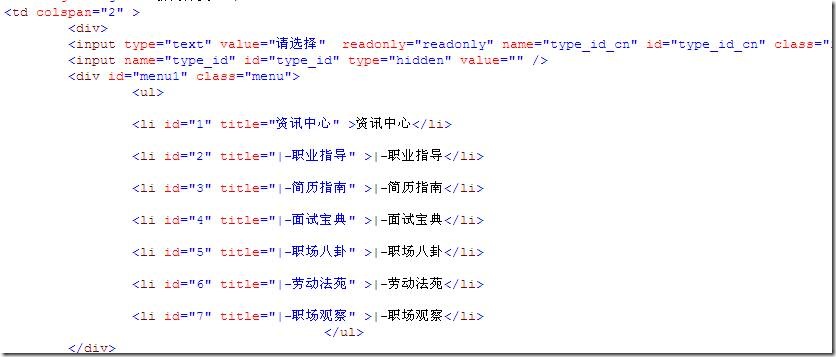 <td colspan="2" >
<div>
<input type="text" value="请选择"  readonly="readonly" name="type_id_cn" id="type_id_cn" class="
<input name="type_id" id="type_id" type="hidden" value="" />
<div id="menu1" class="menu">
<ul>
<li id="1" title="资讯中心" >资讯中心</li>
<li id="2" title="|-职业指导" >|-职业指导</li>
<li id="3" title="|-简历指南" >|-简历指南</li>
<li id="4" title="|-面试宝典" >|-面试宝典</li>
<li id="5" title="|-职场八卦" >|-职场八卦</li>
<li id="6" title="|-劳动法苑" >|-劳动法苑</li>
<li id="7" title="|-职场观察" >|-职场观察</li>
</ul>
</div>